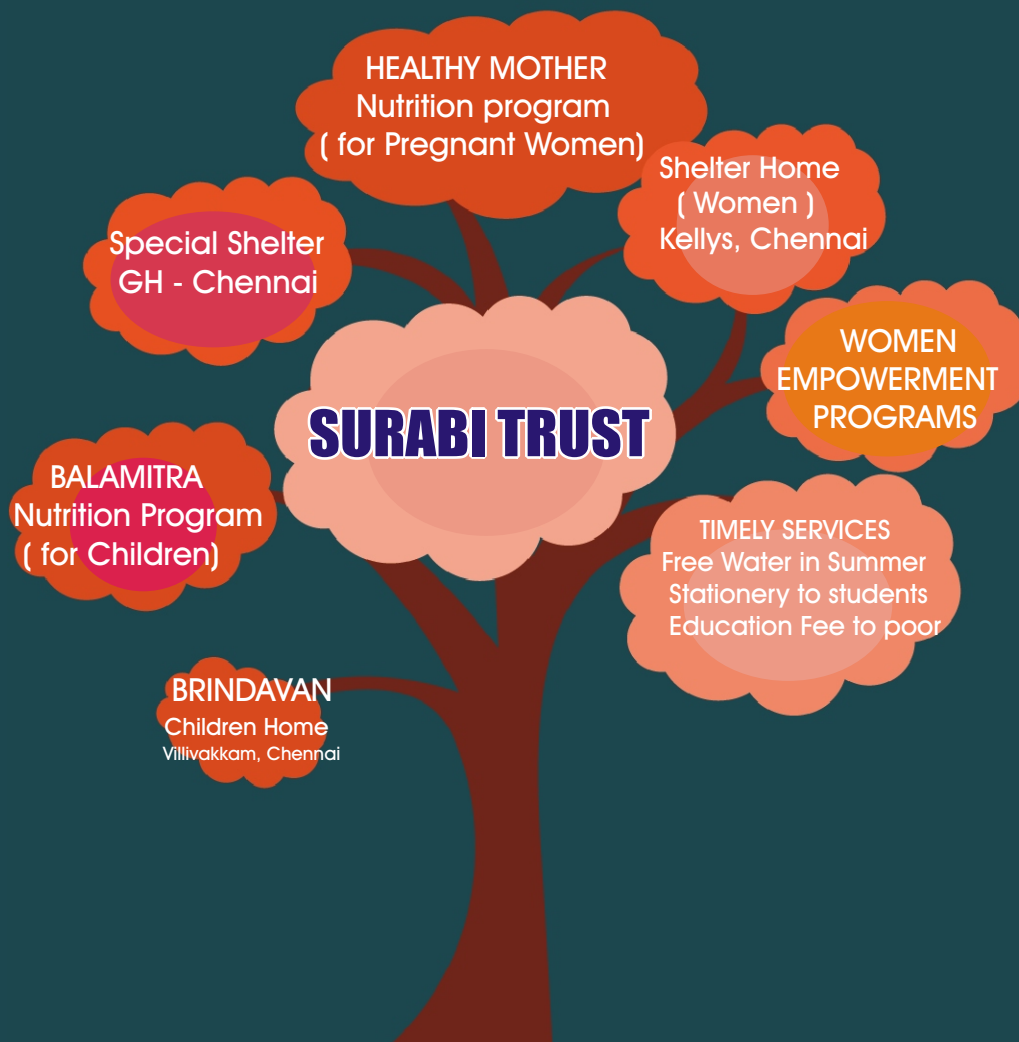 HEALTHY MOTHER
Nutrition program
( for Pregnant Women)
Shelter Home
( Women )
Kellys, Chennai
Special Shelter
GH - Chennai
WOMEN
EMPOWERMENT
PROGRAMS
SURABI TRUST
BALAMITRA
Nutrition Program
( for Children)
TIMELY SERVICES
Free Water in Summer
Stationery to students
Education Fee to poor
BRINDAVAN
Children Home
Villivakkam, Chennai